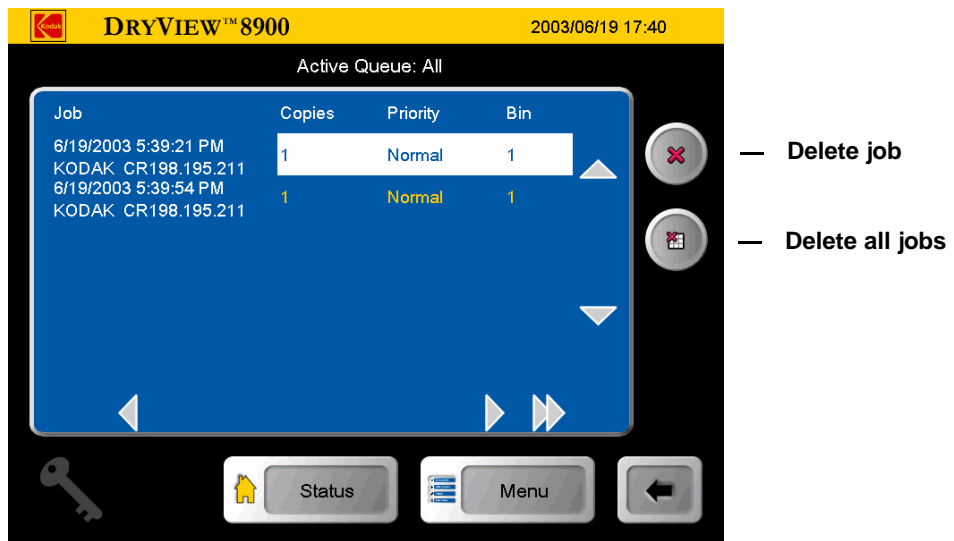 Kodak
DRYVIEW™8900
2003/06/19 17:40
Active Queue: All
Job Copies Priority Bin
6/19/2003 5:39:21 PM
KODAK CR198.195.211
1 Normal 1
6/19/2003 5:39:54 PM
KODAK CR198.195.211
1 Normal 1
Delete job
Delete all jobs
Status
Menu